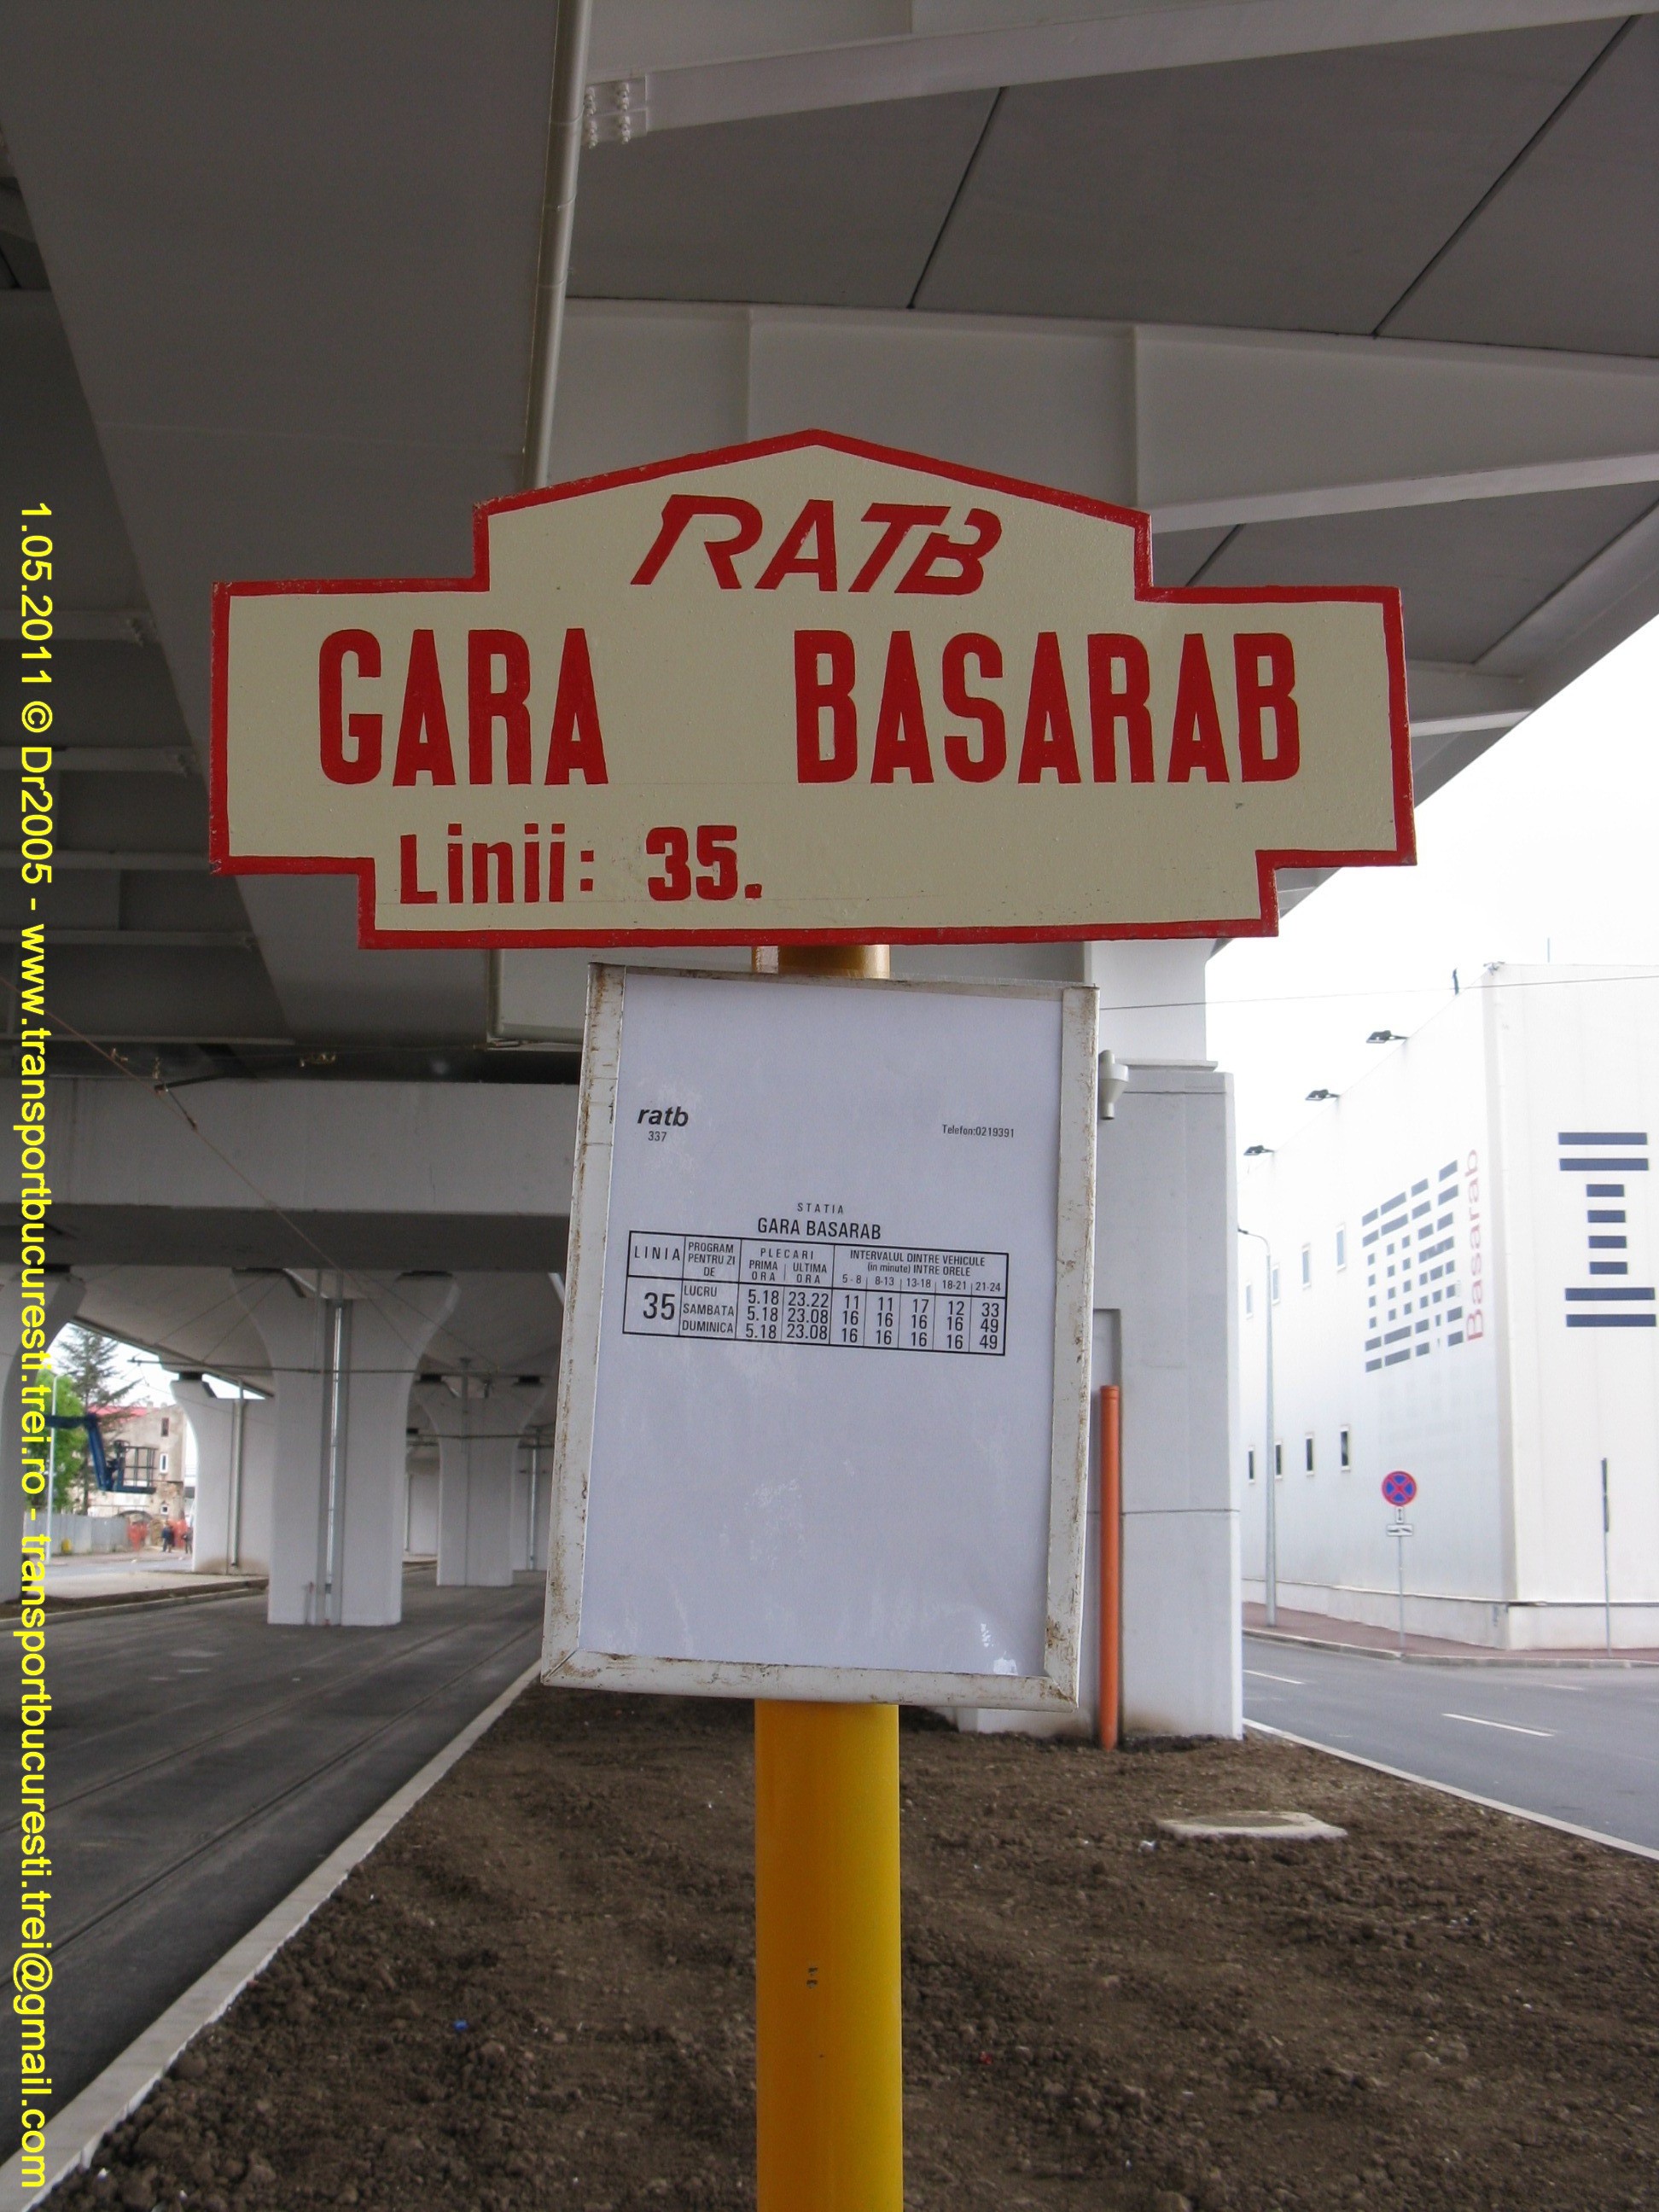 RATB
GARA BASARAB
Linii: 35.
ratb
337
Telefon:0219391
STATIA
GARA BASARAB
LINIA PROGRAM PENTRU ZI DE PLECARI PRIMA ORA ULTIMA ORA INTERVALUL DINTRE VEHICULE (in minute) INTRE ORELE
5-8 8-13 13-18 18-21 21-24
35 LUCRU 5.18 23.22 11 11 17 12 33
SAMBATA 5.18 23.08 16 16 16 16 49
DUMINICA 5.18 23.08 16 16 16 16 49
Basarab
1.05.2011 © Dr2005 - www.transportbucuresti.trei.ro - transportbucuresti.trei@gmail.com